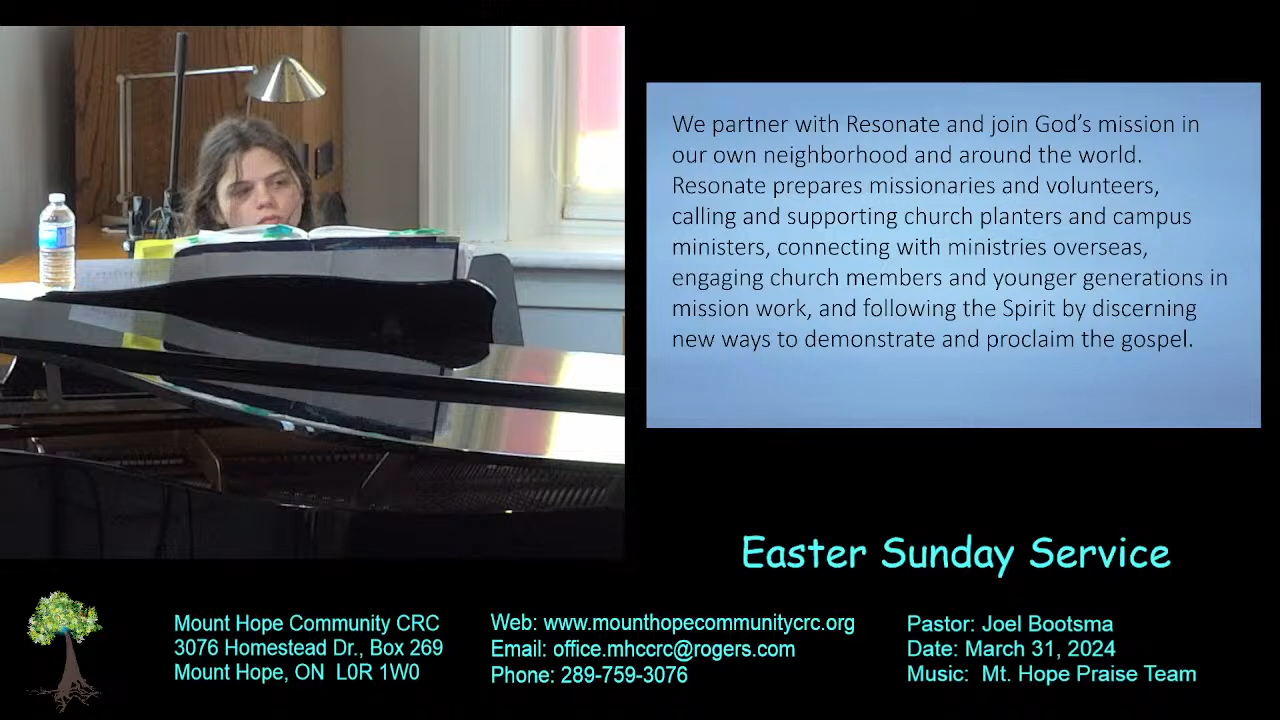 We partner with Resonate and join God's mission in
our own neighborhood and around the world.
Resonate prepares missionaries and volunteers,
calling and supporting church planters and campus
ministers, connecting with ministries overseas,
engaging church members and younger generations in
mission work, and following the Spirit by discerning
new ways to demonstrate and proclaim the gospel.
Easter Sunday Service
Mount Hope Community CRC
3076 Homestead Dr., Box 269
Mount Hope, ON L0R 1W0
Web: www.mounthopecommunitycrc.org
Email: office.mhccrc@rogers.com
Phone: 289-759-3076
Pastor: Joel Bootsma
Date: March 31, 2024
Music: Mt. Hope Praise Team